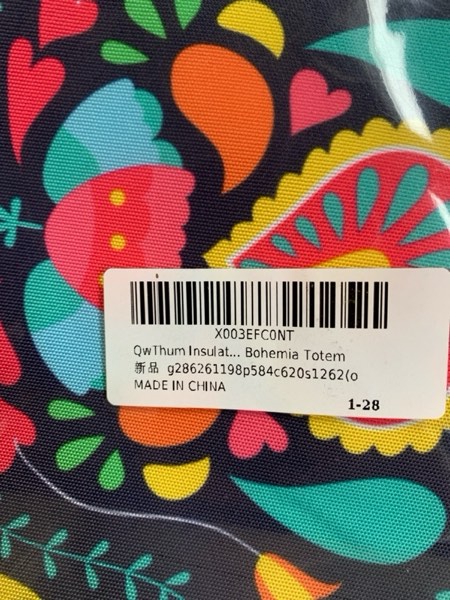 X003EFC0NT
QwThum Insulat... Bohemia Totem
新品 g286261198p584c620s1262(o
MADE IN CHINA
1-28